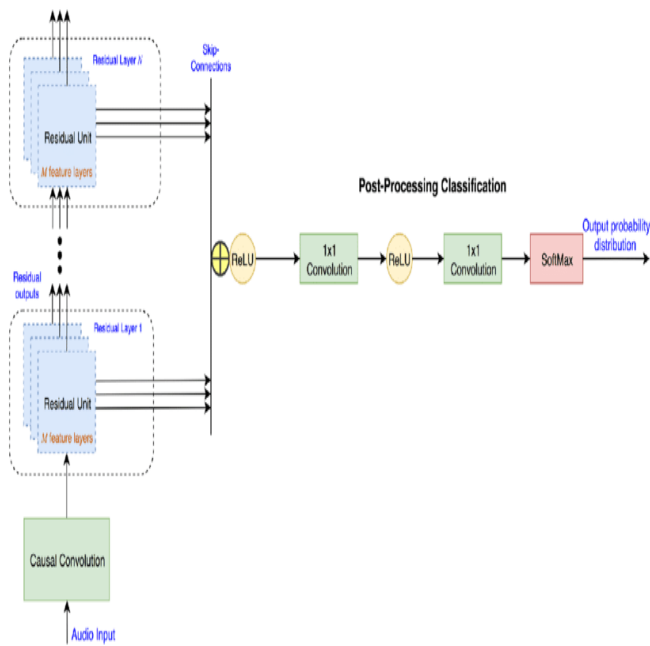 Residual Layer N
Skip-
Connections
Residual Unit
M feature layers
Post-Processing Classification
Output probability
distribution
ReLU
1x1
Convolution
ReLU
1x1
Convolution
SoftMax
Residual
outputs
Residual Layer 1
Residual Unit
M feature layers
Causal Convolution
Audio Input